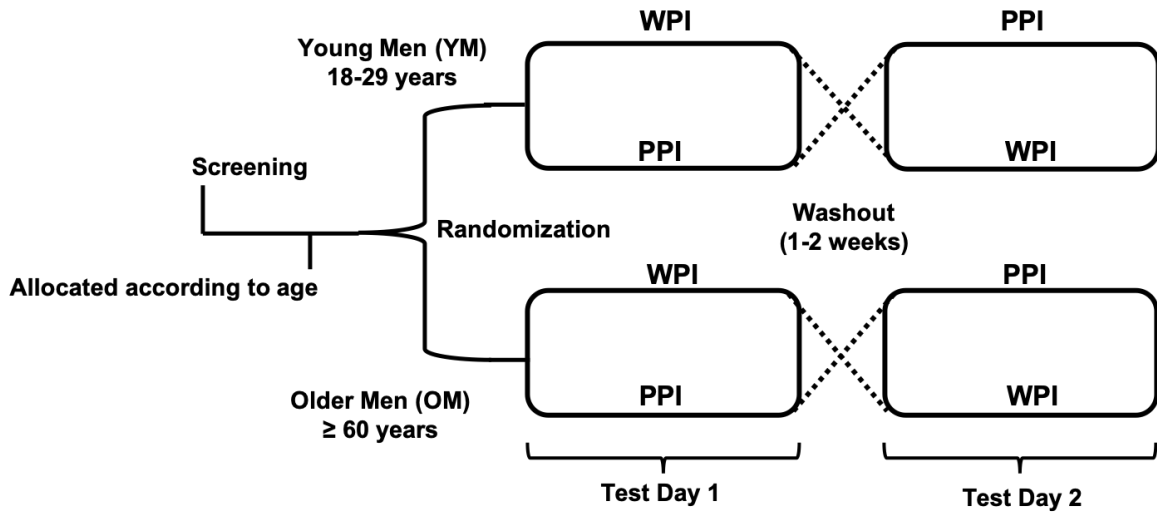 WPI
PPI
Young Men (YM)
18-29 years
PPI
WPI
Screening
Randomization
Washout
(1-2 weeks)
Allocated according to age
WPI
PPI
Older Men (OM)
≥ 60 years
PPI
WPI
Test Day 1
Test Day 2